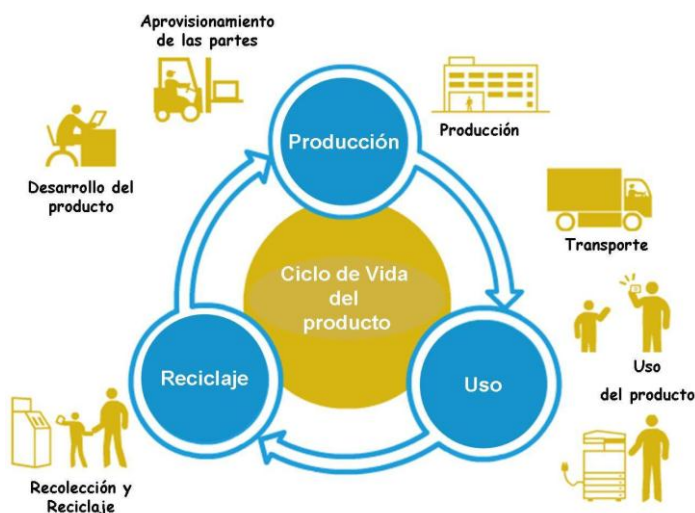 Aprovisionamiento
de las partes
Producción
Producción
Desarrollo del
producto
Transporte
Ciclo de Vida
del
producto
Reciclaje
Uso
Uso
del producto
Recolección y
Reciclaje